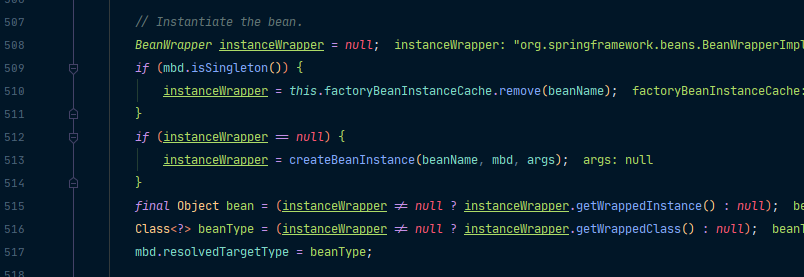 507 // Instantiate the bean.
508 BeanWrapper instanceWrapper = null; instanceWrapper: "org.springframework.beans.BeanWrapperImpl
509 if (mbd.isSingleton()) {
510 instanceWrapper = this.factoryBeanInstanceCache.remove(beanName); factoryBeanInstanceCache:
511 }
512 if (instanceWrapper == null) {
513 instanceWrapper = createBeanInstance(beanName, mbd, args); args: null
514 }
515 final Object bean = (instanceWrapper ≠ null ? instanceWrapper.getWrappedInstance() : null); be
516 Class<?> beanType = (instanceWrapper ≠ null ? instanceWrapper.getWrappedClass() : null); beanT
517 mbd.resolvedTargetType = beanType;
518